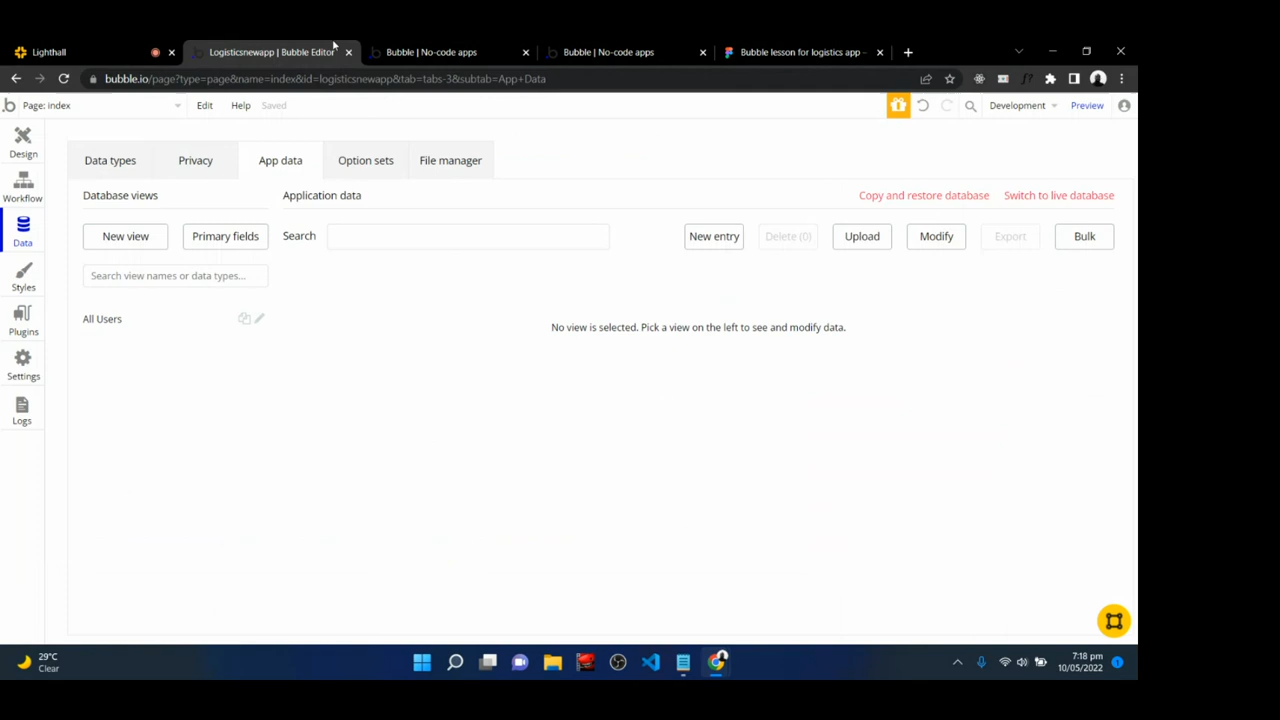 Lighthall
Logisticsnewapp | Bubble Editor
Bubble | No-code apps
Bubble | No-code apps
Bubble lesson for logistics app –
bubble.io/page?type=page&name=index&id=logisticsnewapp&tab=tabs-3&subtab=App+Data
Page: index
Edit
Help
Saved
Development
Preview
Design
Workflow
Data
Styles
Plugins
Settings
Logs
Data types
Privacy
App data
Option sets
File manager
Database views
Application data
Copy and restore database
Switch to live database
New view
Primary fields
Search
New entry
Delete (0)
Upload
Modify
Export
Bulk
Search view names or data types...
All Users
No view is selected. Pick a view on the left to see and modify data.
29°C
Clear
7:18 pm
10/05/2022
1